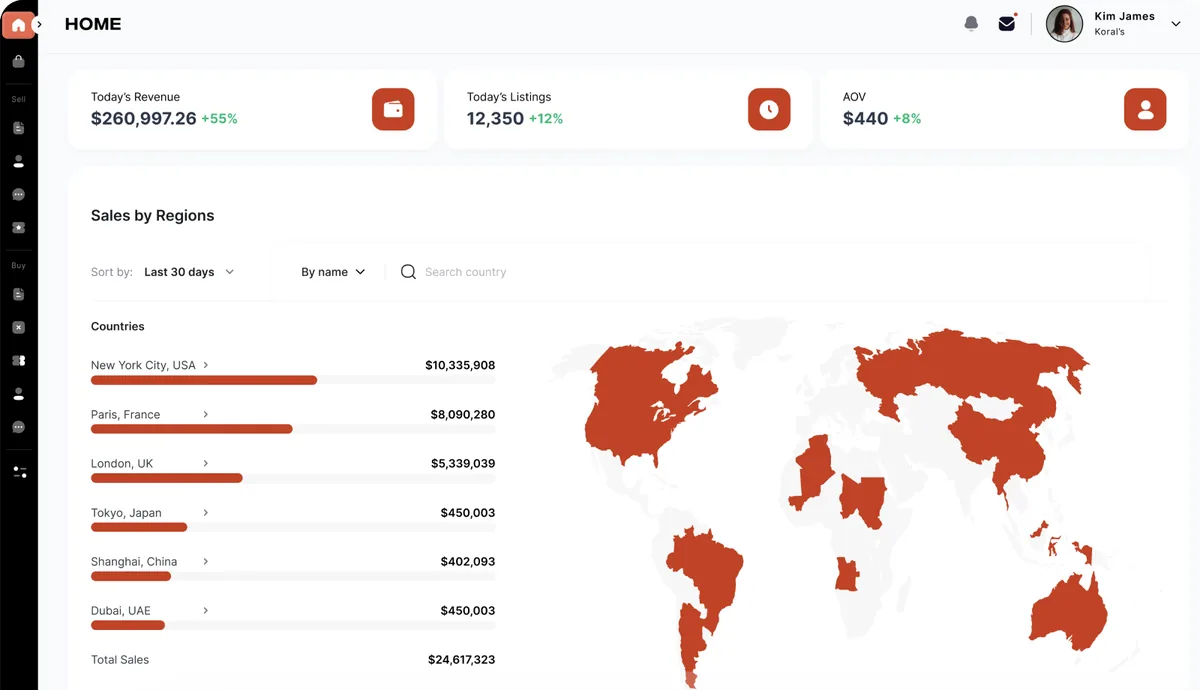 HOME
Kim James
Koral's
Sell
Buy
Today's Revenue
$260,997.26 +55%
Today's Listings
12,350 +12%
AOV
$440 +8%
Sales by Regions
Sort by: Last 30 days
By name
Search country
Countries
New York City, USA $10,335,908
Paris, France $8,090,280
London, UK $5,339,039
Tokyo, Japan $450,003
Shanghai, China $402,093
Dubai, UAE $450,003
Total Sales $24,617,323